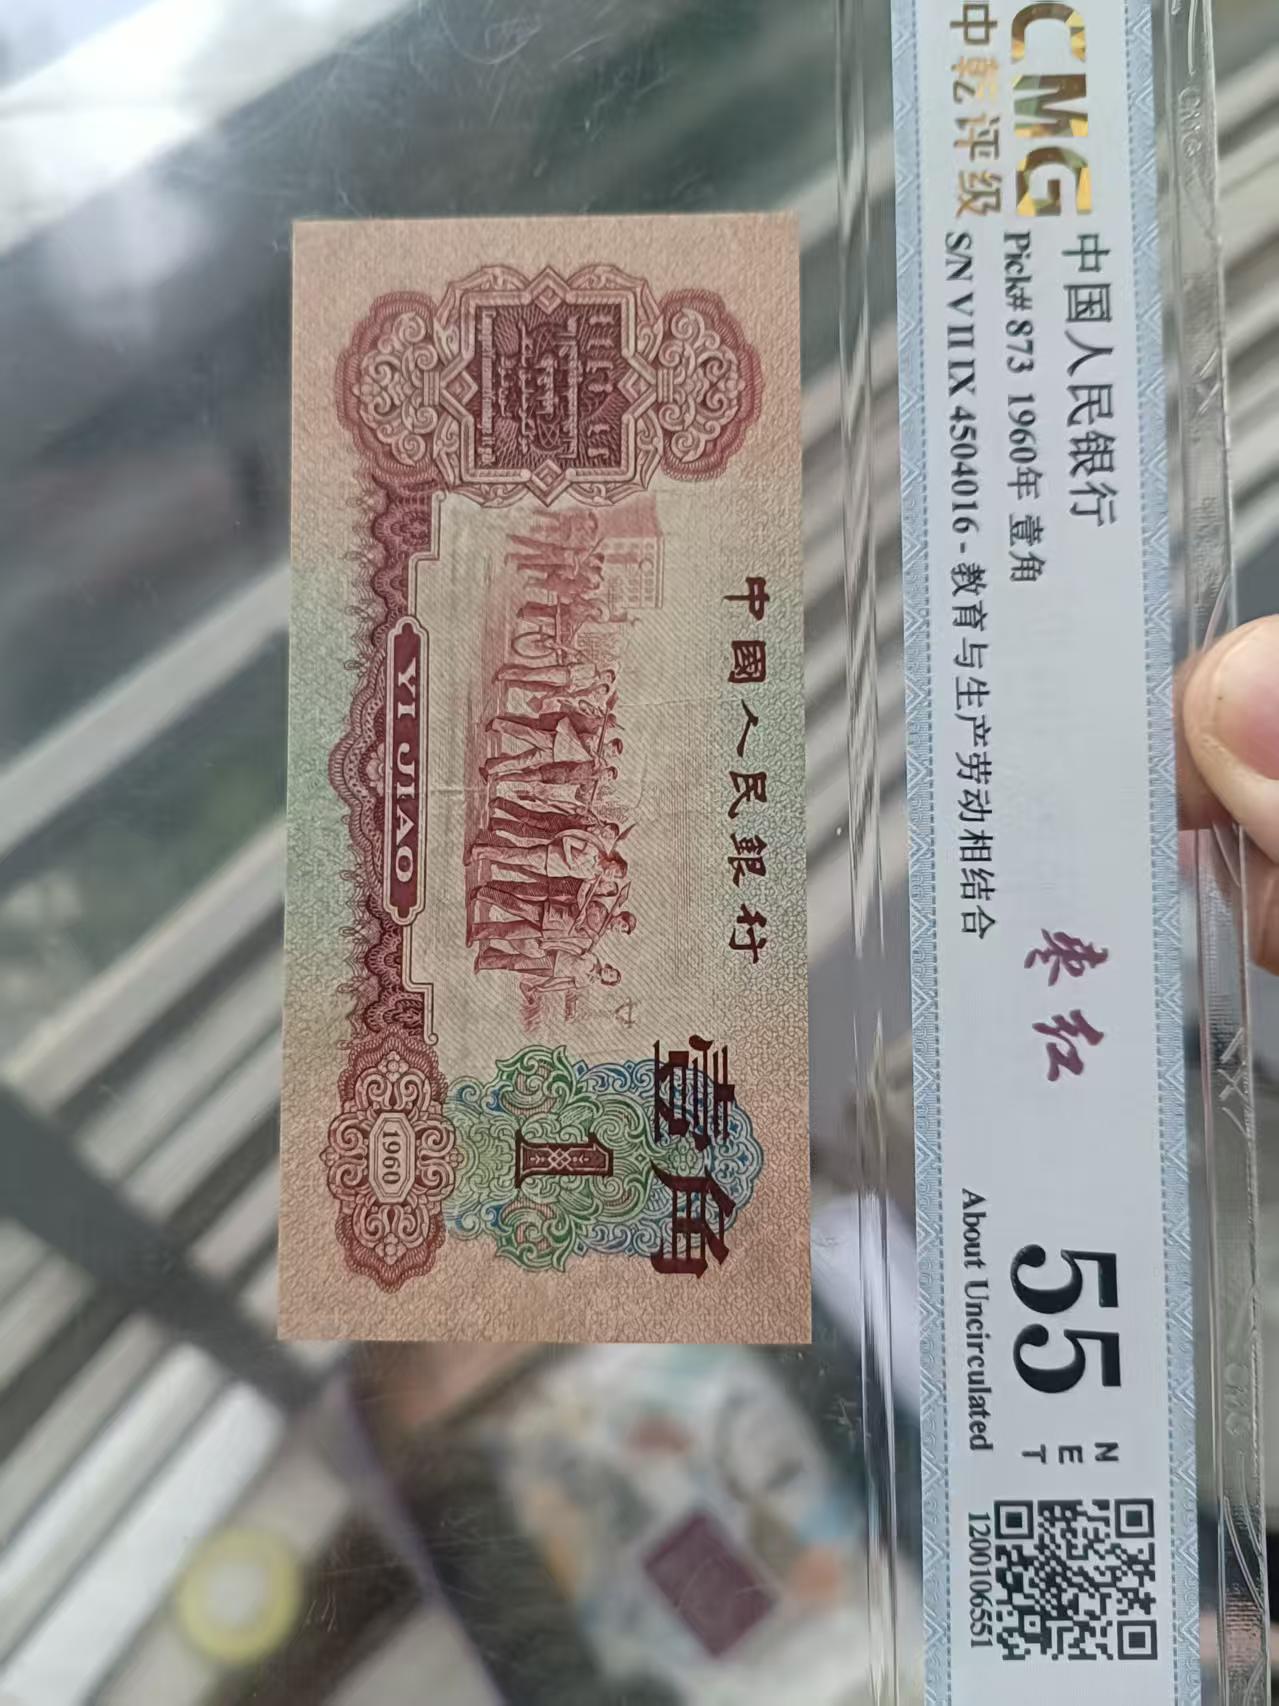 CMG
中乾评级
中国人民银行
Pick# 873 1960年 壹角
S/N V II IX 4504016 - 教育与生产劳动相结合
枣红
55
NET
About Uncirculated
1200106551
中國人民銀行
壹角
1
YI JIAO
1960